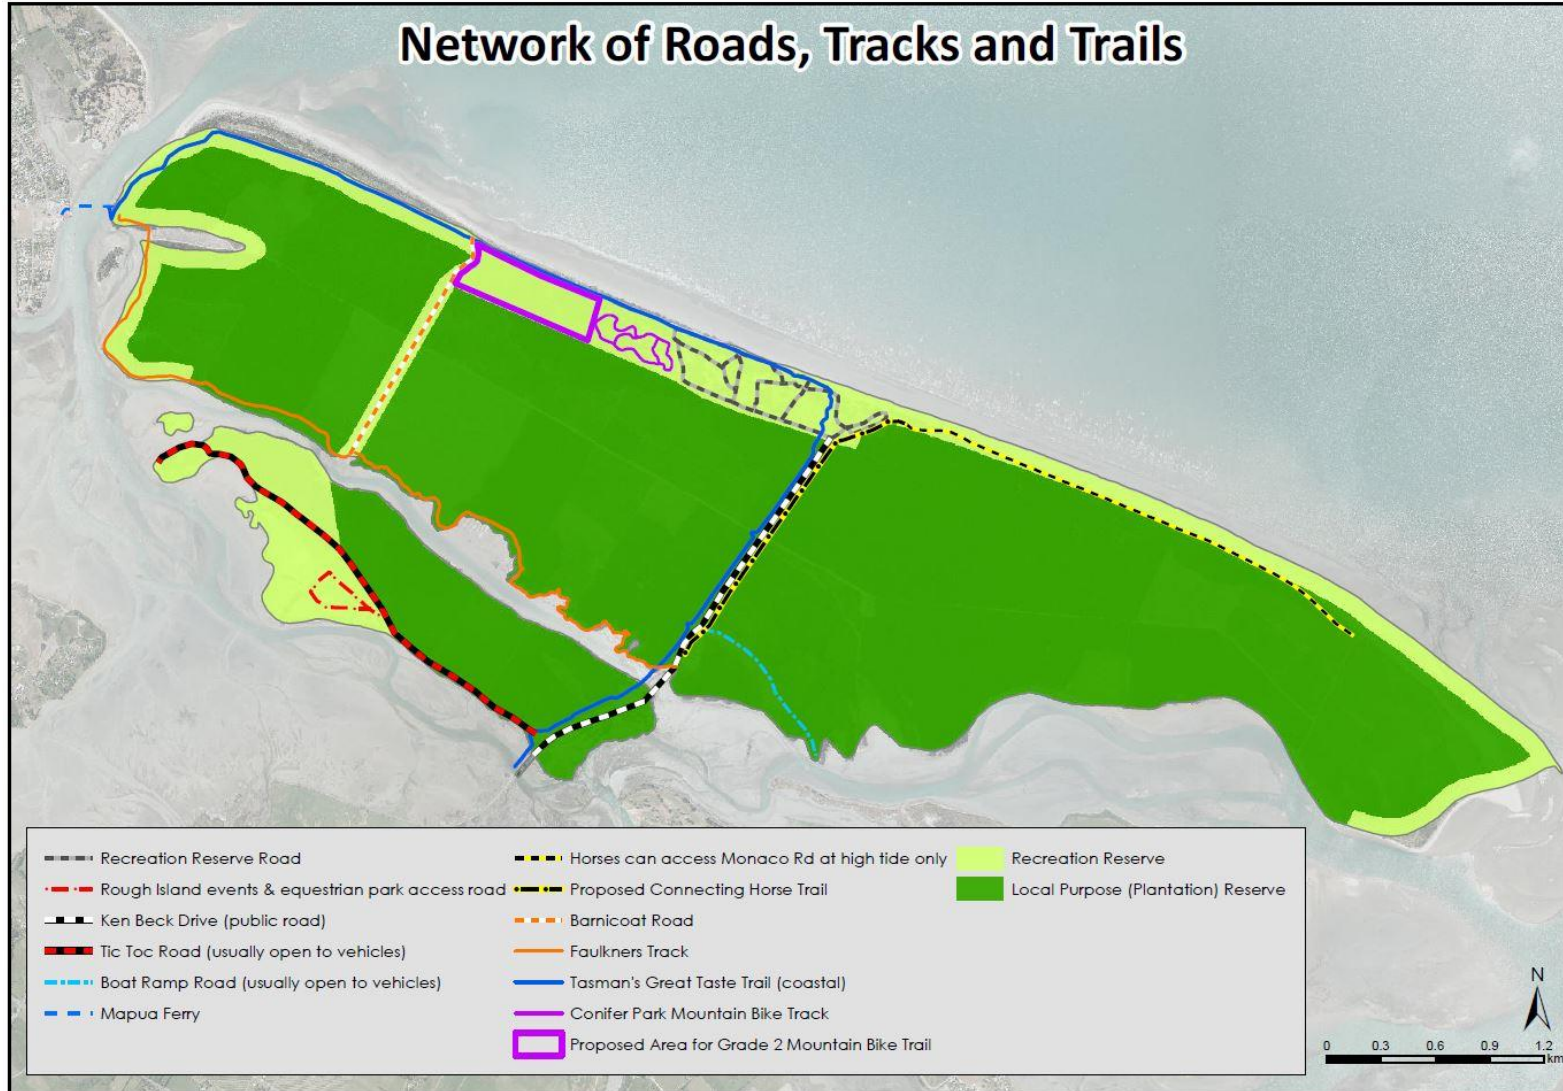 Network of Roads, Tracks and Trails
Recreation Reserve Road
Rough Island events & equestrian park access road
Ken Beck Drive (public road)
Tic Toc Road (usually open to vehicles)
Boat Ramp Road (usually open to vehicles)
Mapua Ferry
Horses can access Monaco Rd at high tide only
Proposed Connecting Horse Trail
Barnicoat Road
Faulkners Track
Tasman's Great Taste Trail (coastal)
Conifer Park Mountain Bike Track
Proposed Area for Grade 2 Mountain Bike Trail
Recreation Reserve
Local Purpose (Plantation) Reserve
N
0 0.3 0.6 0.9 1.2
km